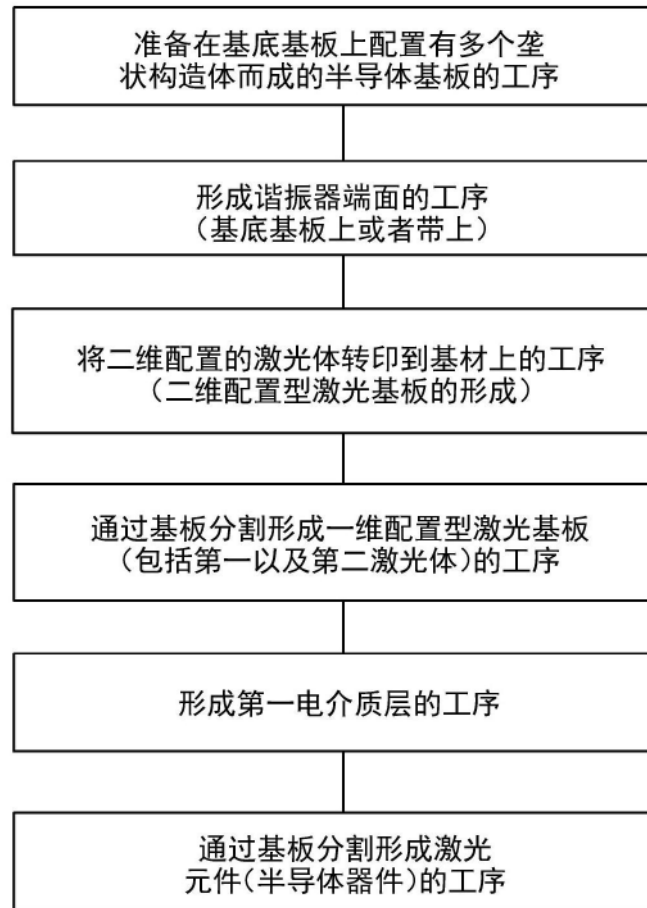 准备在基底基板上配置有多个垄
状构造体而成的半导体基板的工序
形成谐振器端面的工序
（基底基板上或者带上）
将二维配置的激光体转印到基材上的工序
（二维配置型激光基板的形成）
通过基板分割形成一维配置型激光基板
（包括第一以及第二激光体）的工序
形成第一电介质层的工序
通过基板分割形成激光
元件(半导体器件)的工序